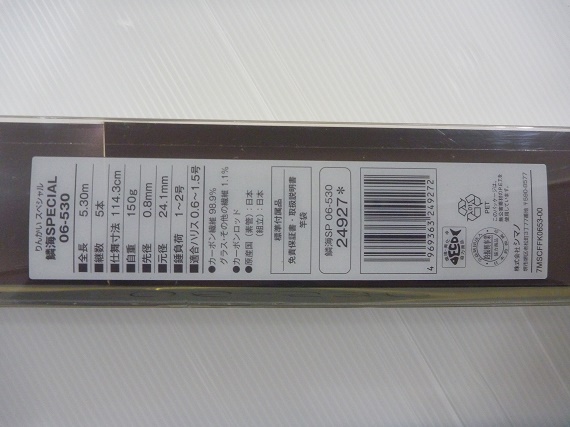 りんかい スペシャル
鱗海SPECIAL
06-530
■全長 5.30m
■継数 5本
■仕舞寸法 114.3cm
■自重 150g
■先径 0.8mm
■元径 24.1mm
■錘負荷 1~2号
■適合ハリス 0.6~1.5号
●カーボン繊維 98.9%
グラス・その他の繊維 1.1%
●カーボンロッド
●原産国 (素管):日本
(組立):日本
標準付属品
免責保証書・取扱説明書
竿袋
鱗海SP 06-530
24927*
4 969363 249272
PET
株式会社シマノ
7MSCFFK0653-00